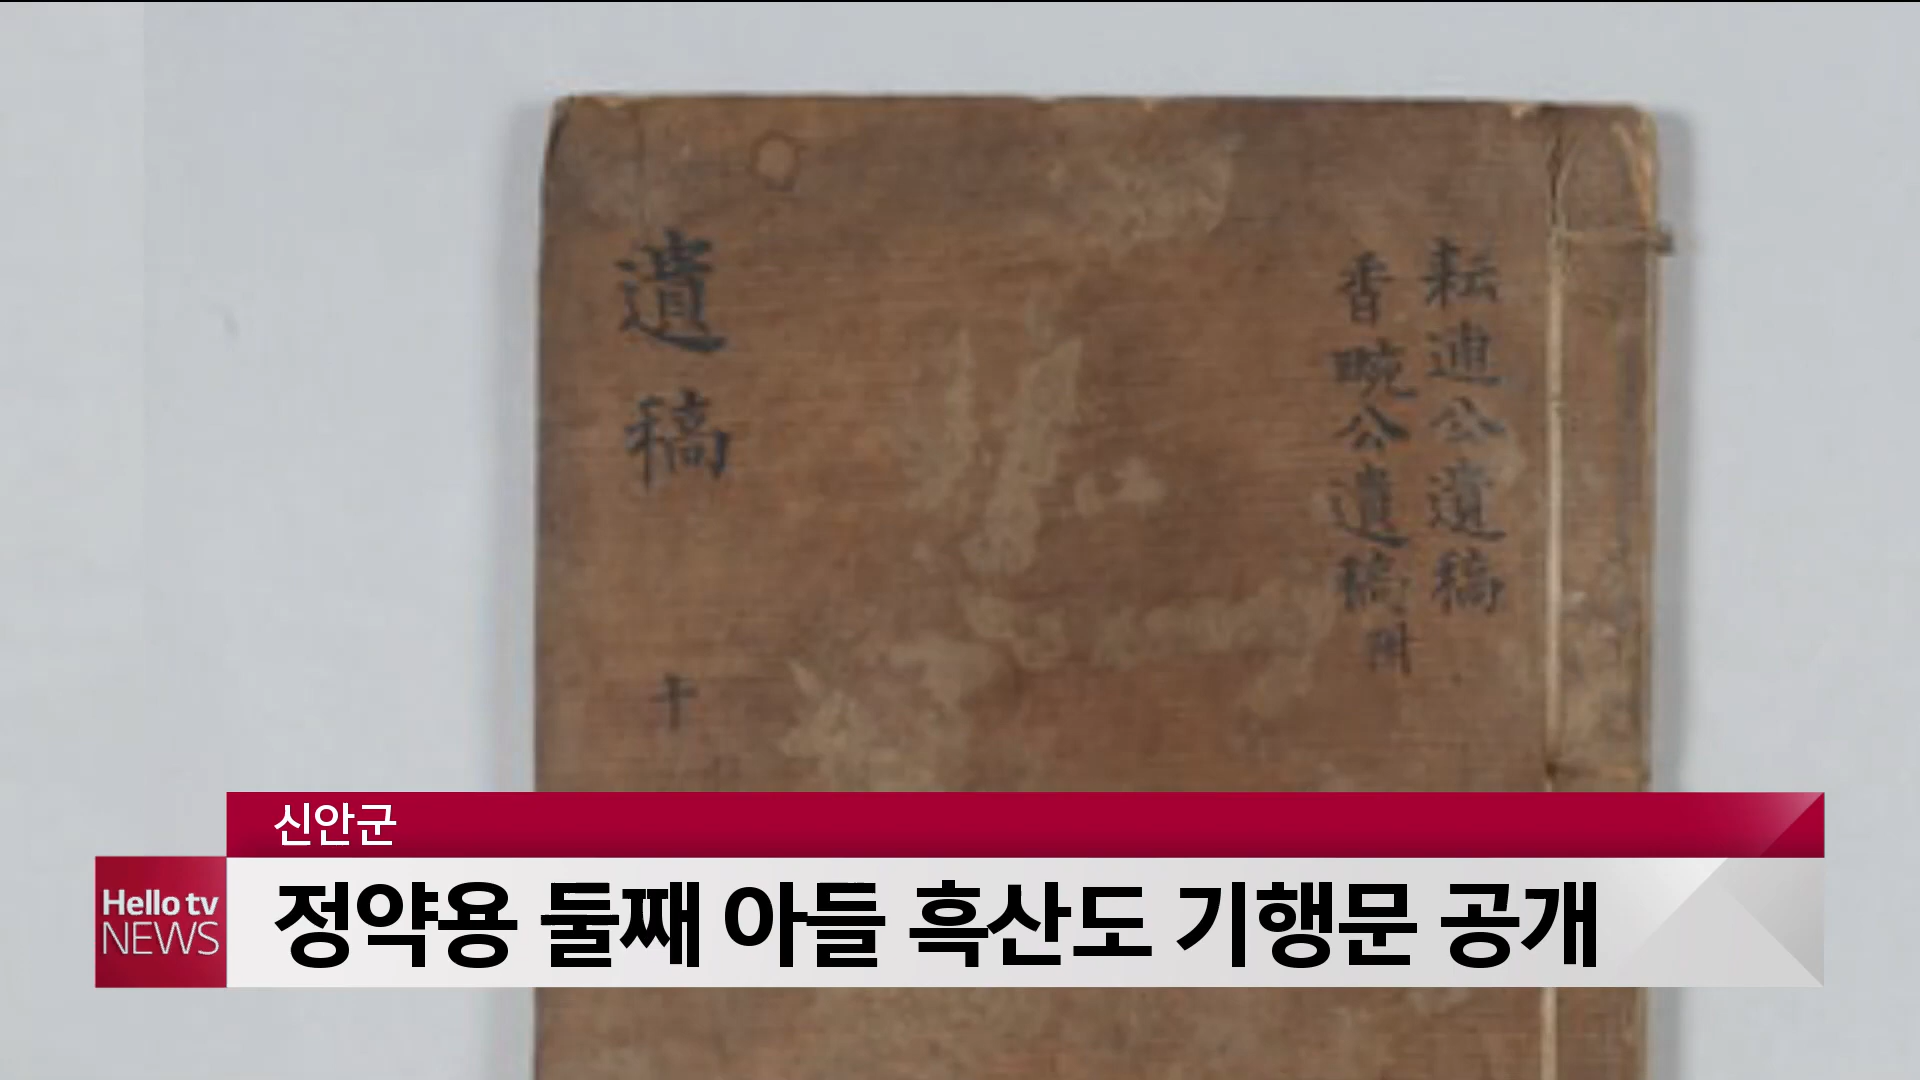 耘逋公遺稿
香畹公遺稿附
遺稿
十
신안군
Hello tv
NEWS
정약용 둘째 아들 흑산도 기행문 공개